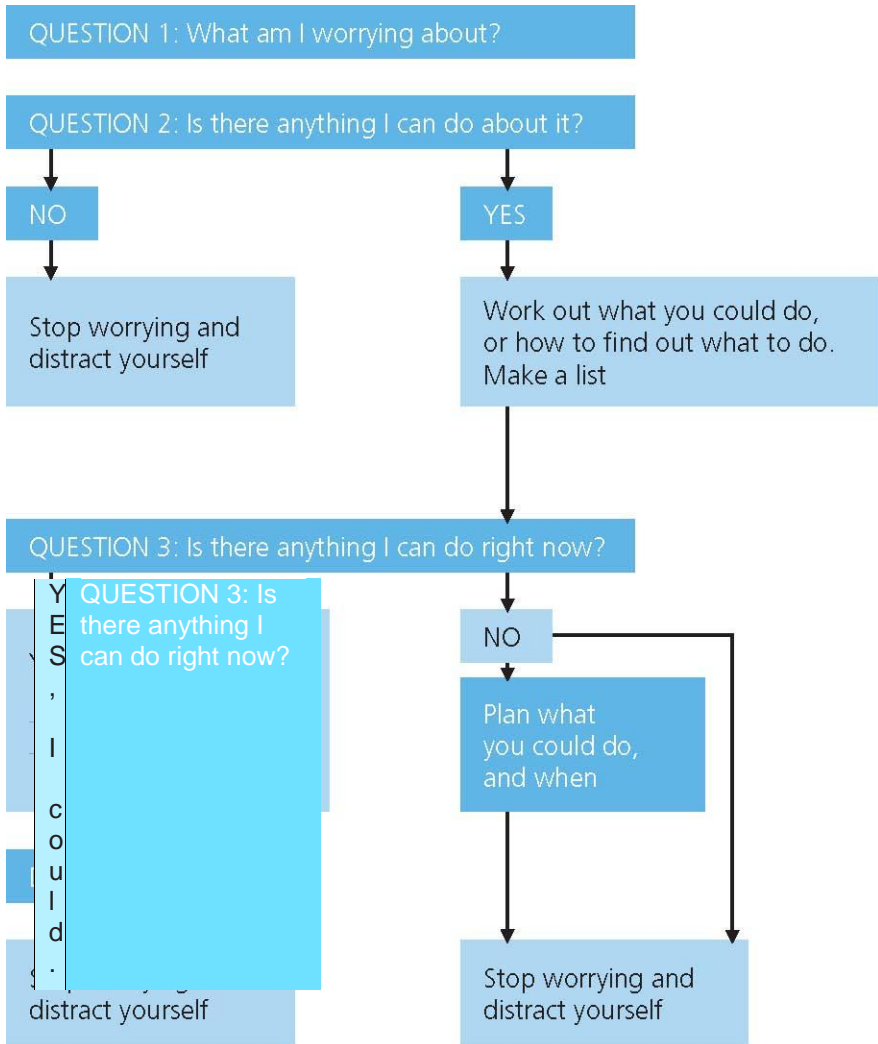 QUESTION 1: What am I worrying about?
QUESTION 2: Is there anything I can do about it?
NO
YES
Stop worrying and
distract yourself
Work out what you could do,
or how to find out what to do.
Make a list
QUESTION 3: Is there anything I can do right now?
YES, I could.
QUESTION 3: Is
there anything I
can do right now?
NO
Plan what
you could do,
and when
distract yourself
Stop worrying and
distract yourself